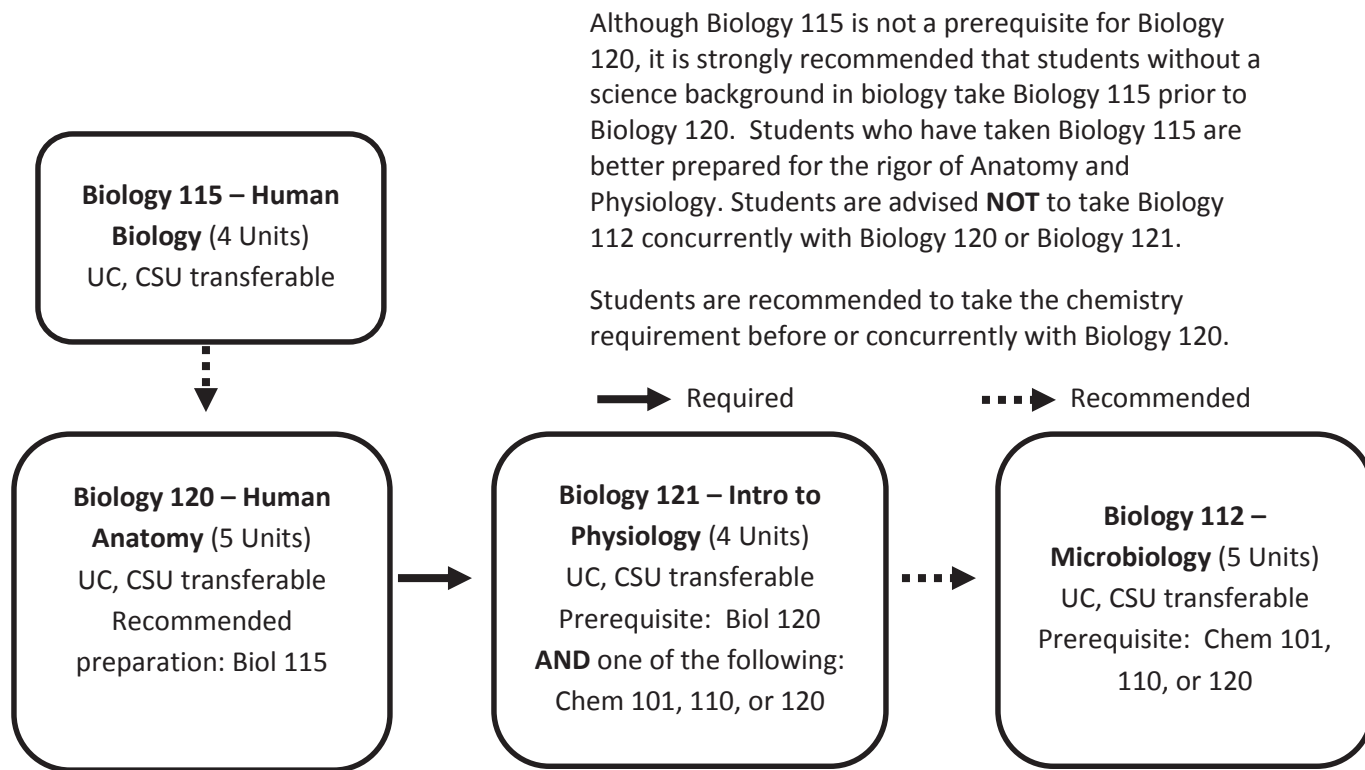 Although Biology 115 is not a prerequisite for Biology
120, it is strongly recommended that students without a
science background in biology take Biology 115 prior to
Biology 120.  Students who have taken Biology 115 are
better prepared for the rigor of Anatomy and
Physiology. Students are advised NOT to take Biology
112 concurrently with Biology 120 or Biology 121.
Students are recommended to take the chemistry
requirement before or concurrently with Biology 120.
Biology 115 – Human
Biology (4 Units)
UC, CSU transferable
Required
Recommended
Biology 120 – Human
Anatomy (5 Units)
UC, CSU transferable
Recommended
preparation: Biol 115
Biology 121 – Intro to
Physiology (4 Units)
UC, CSU transferable
Prerequisite:  Biol 120
AND one of the following:
Chem 101, 110, or 120
Biology 112 –
Microbiology (5 Units)
UC, CSU transferable
Prerequisite:  Chem 101,
110, or 120